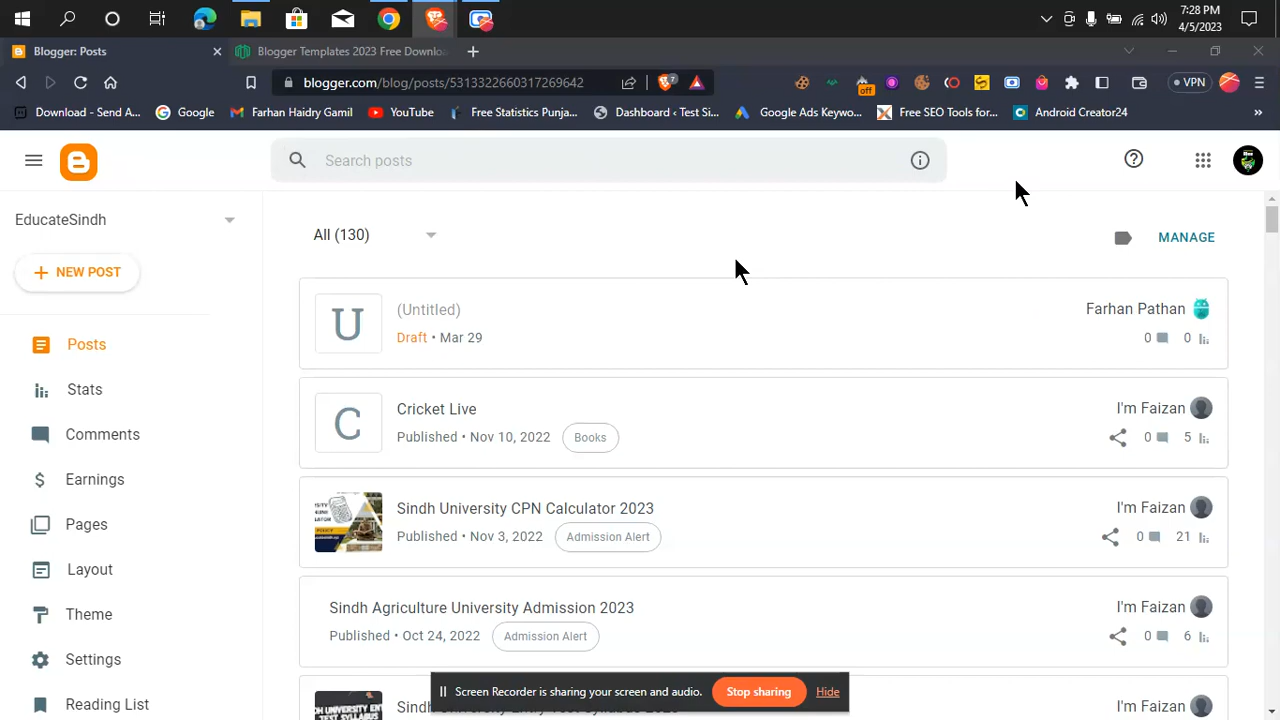 7:28 PM
4/5/2023
Blogger: Posts
Blogger Templates 2023 Free Downlo
blogger.com/blog/posts/5313322660317269642
7
off
VPN
Download - Send A...
Google
Farhan Haidry Gamil
YouTube
Free Statistics Punja...
Dashboard ‹ Test Si...
Google Ads Keywo...
Free SEO Tools for...
Android Creator24
»
Search posts
EducateSindh
All (130)
MANAGE
+ NEW POST
U
(Untitled)
Draft • Mar 29
Farhan Pathan
0
0
Posts
Stats
Comments
Earnings
Pages
Layout
Theme
Settings
Reading List
C
Cricket Live
Published • Nov 10, 2022
Books
I'm Faizan
0
5
Sindh University CPN Calculator 2023
Published • Nov 3, 2022
Admission Alert
I'm Faizan
0
21
Sindh Agriculture University Admission 2023
Published • Oct 24, 2022
Admission Alert
I'm Faizan
0
6
I'm Faizan
Screen Recorder is sharing your screen and audio.
Stop sharing
Hide